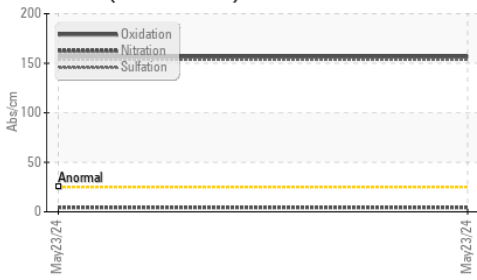 200
Oxidation
Nitration
Sulfation
150
Abs/cm
100
50
Anormal
0
May23/24
May23/24